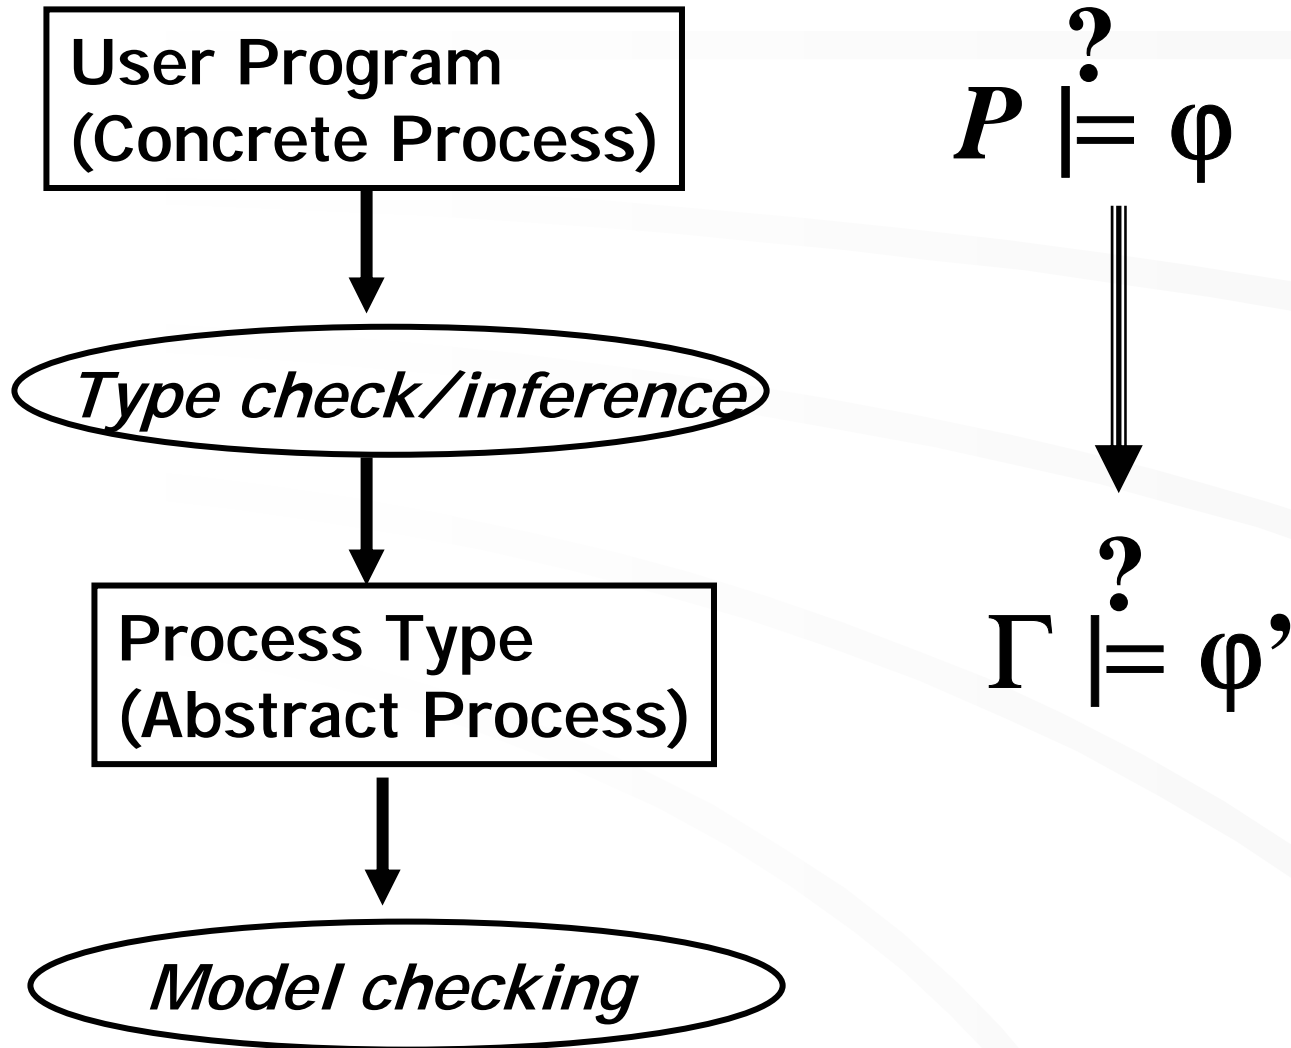 User Program
(Concrete Process)
?
P |= φ
Type check/inference
Process Type
(Abstract Process)
?
Γ |= φ’
Model checking